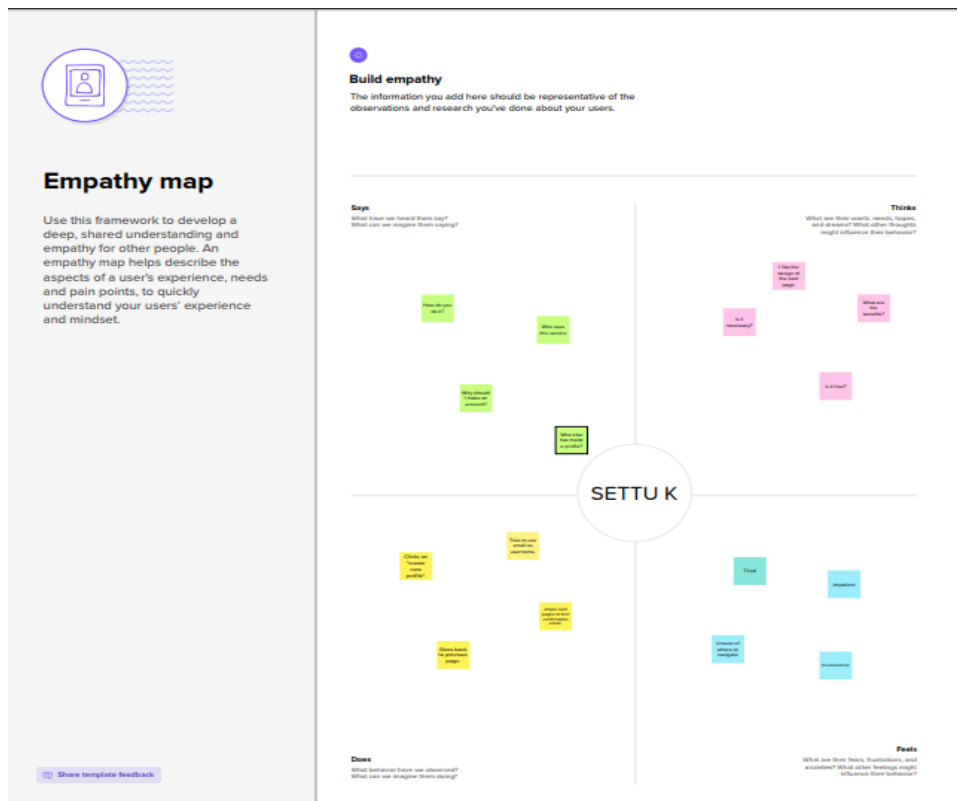 Empathy map
Use this framework to develop a
deep, shared understanding and
empathy for other people. An
empathy map helps describe the
aspects of a user's experience, needs
and pain points, to quickly
understand your users' experience
and mindset.
Share template feedback
Build empathy
The information you add here should be representative of the
observations and research you've done about your users.
Says
What have we heard them say?
What can we imagine them saying?
How do you
do it?
Who uses
this service
Why should
I make an
account?
Who else
has made
a profile?
Thinks
What are their wants, needs, hopes,
and dreams? What other thoughts
might influence their behavior?
I like the
design of
the
page.
Is it
necessary?
What are
the
benefits?
Is it free?
SETTU K
Clicks on
"create
new
profile".
Tries to use
email as
username.
pages to find
confirmation
Goes back
to previous
page.
Does
What behavior have we observed?
What can we imagine them doing?
Tired
Impatient
Unsure of
where to
navigate
Feels
What are their fears, frustrations, and
anxieties? What other feelings might
influence their behavior?